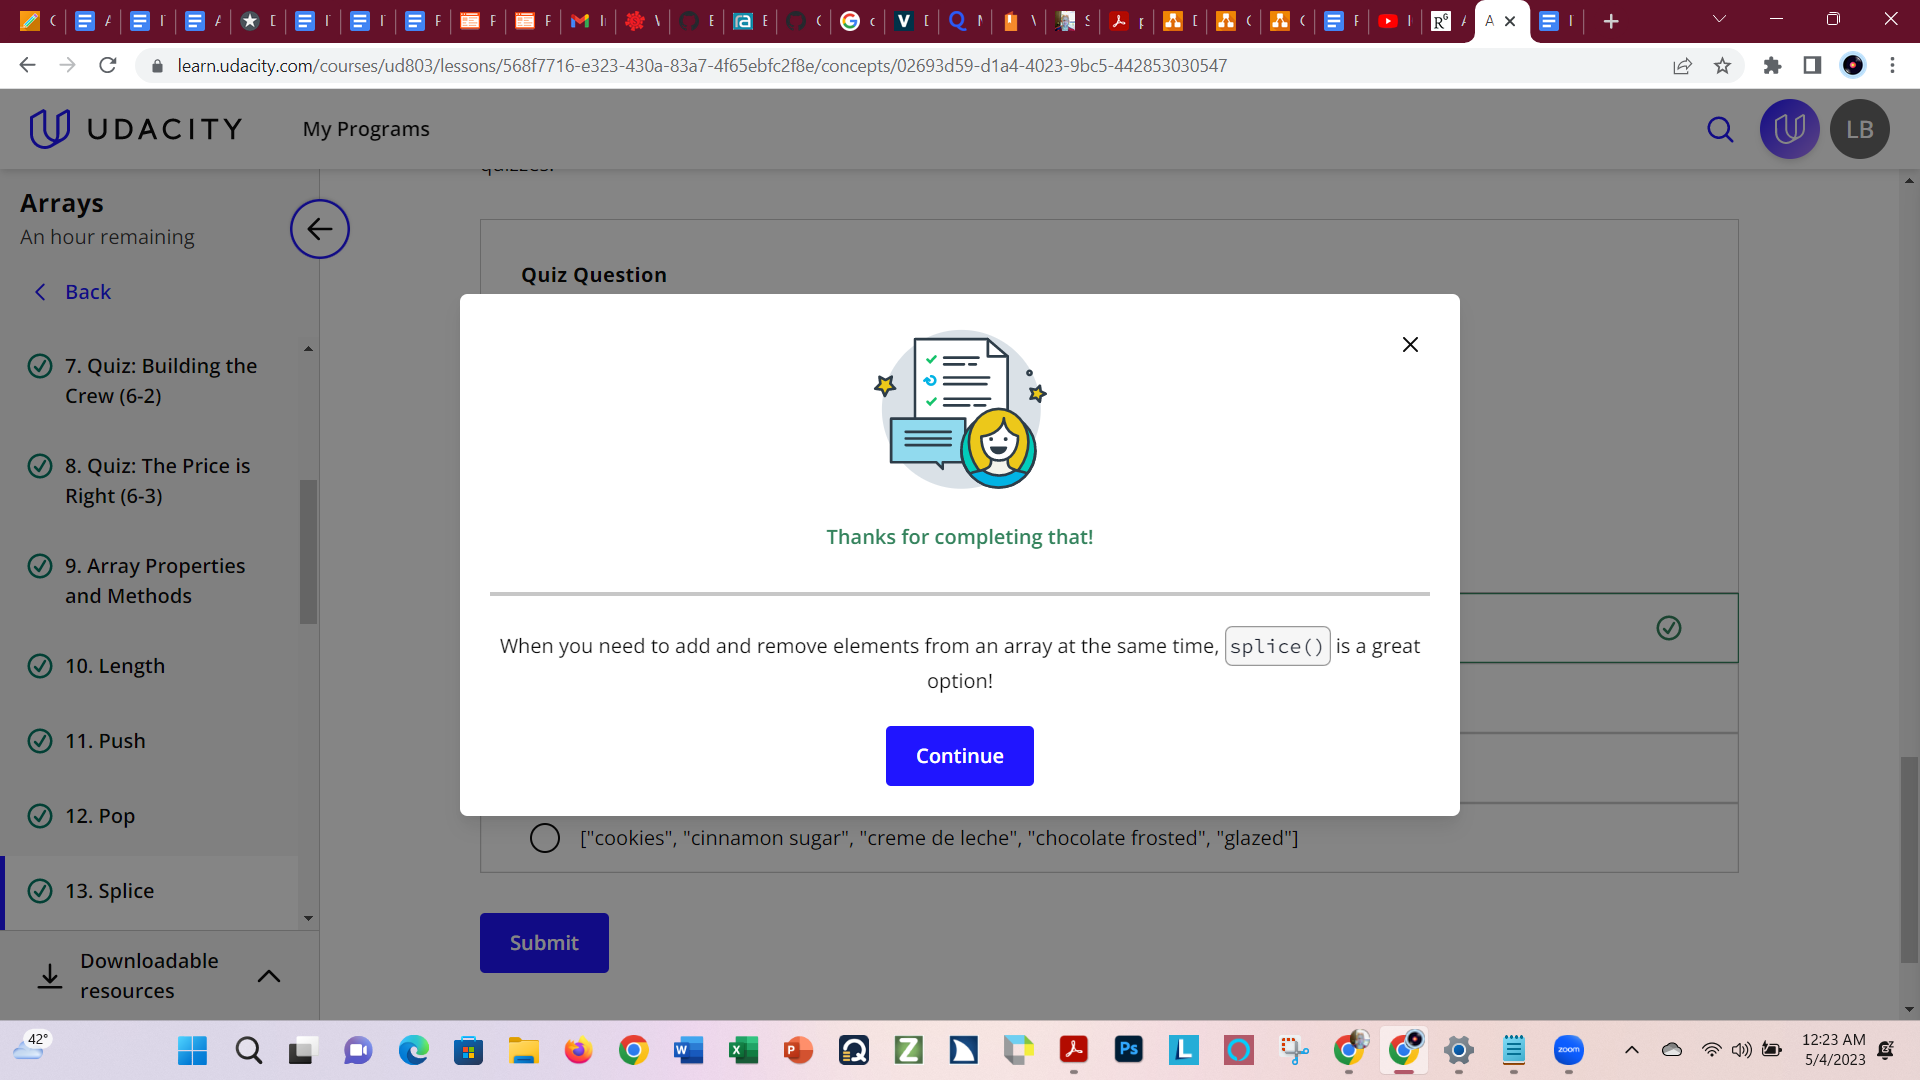 learn.udacity.com/courses/ud803/lessons/568f7716-e323-430a-83a7-4f65ebfc2f8e/concepts/02693d59-d1a4-4023-9bc5-442853030547
UDACITY
My Programs
LB
quizzes.
Arrays
An hour remaining
Back
7. Quiz: Building the
Crew (6-2)
8. Quiz: The Price is
Right (6-3)
9. Array Properties
and Methods
10. Length
11. Push
12. Pop
13. Splice
Downloadable
resources
Quiz Question
Thanks for completing that!
When you need to add and remove elements from an array at the same time, splice() is a great
option!
Continue
["cookies", "cinnamon sugar", "creme de leche", "chocolate frosted", "glazed"]
Submit
42°
zoom
12:23 AM
5/4/2023